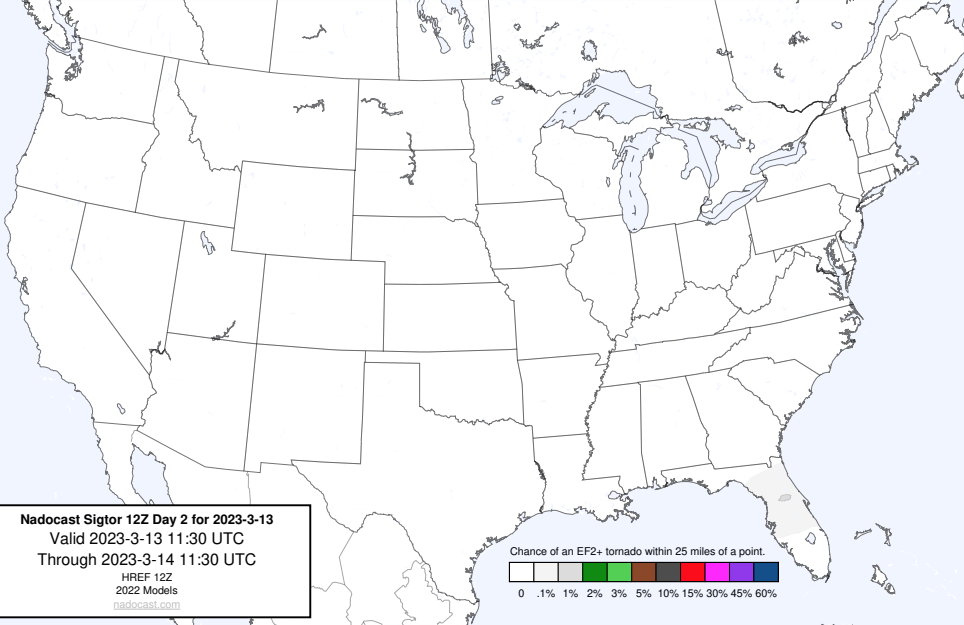 Nadocast Sigtor 12Z Day 2 for 2023-3-13
Valid 2023-3-13 11:30 UTC
Through 2023-3-14 11:30 UTC
HREF 12Z
2022 Models
nadocast.com
Chance of an EF2+ tornado within 25 miles of a point.
0 .1% 1% 2% 3% 5% 10% 15% 30% 45% 60%